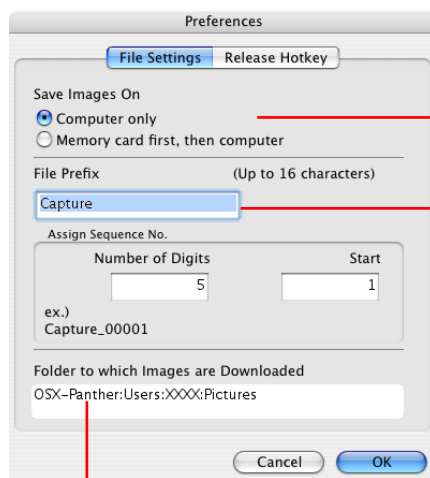 Preferences
File Settings Release Hotkey
Save Images On
Computer only
Memory card first, then computer
File Prefix (Up to 16 characters)
Capture
Assign Sequence No.
Number of Digits Start
5 1
ex.)
Capture_00001
Folder to which Images are Downloaded
OSX-Panther:Users:XXXX:Pictures
Cancel OK